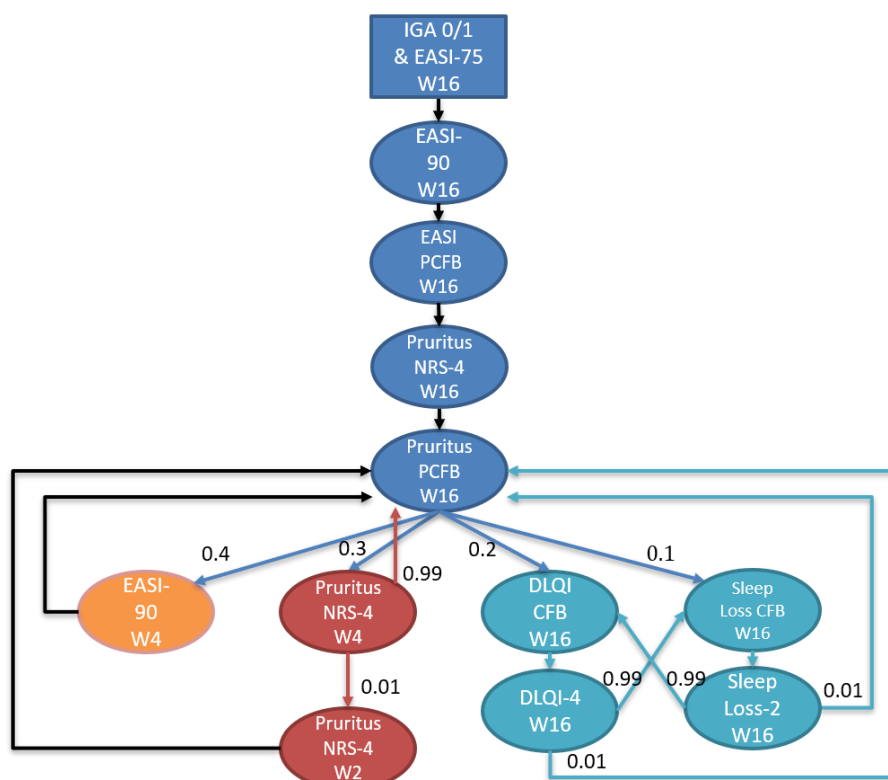 IGA 0/1
& EASI-75
W16
EASI-
90
W16
EASI
PCFB
W16
Pruritus
NRS-4
W16
Pruritus
PCFB
W16
0.4
0.3
0.99
0.2
0.1
EASI-
90
W4
Pruritus
NRS-4
W4
DLQI
CFB
W16
Sleep
Loss CFB
W16
0.01
0.99
0.99
0.01
Pruritus
NRS-4
W2
DLQI-4
W16
Sleep
Loss-2
W16
0.01